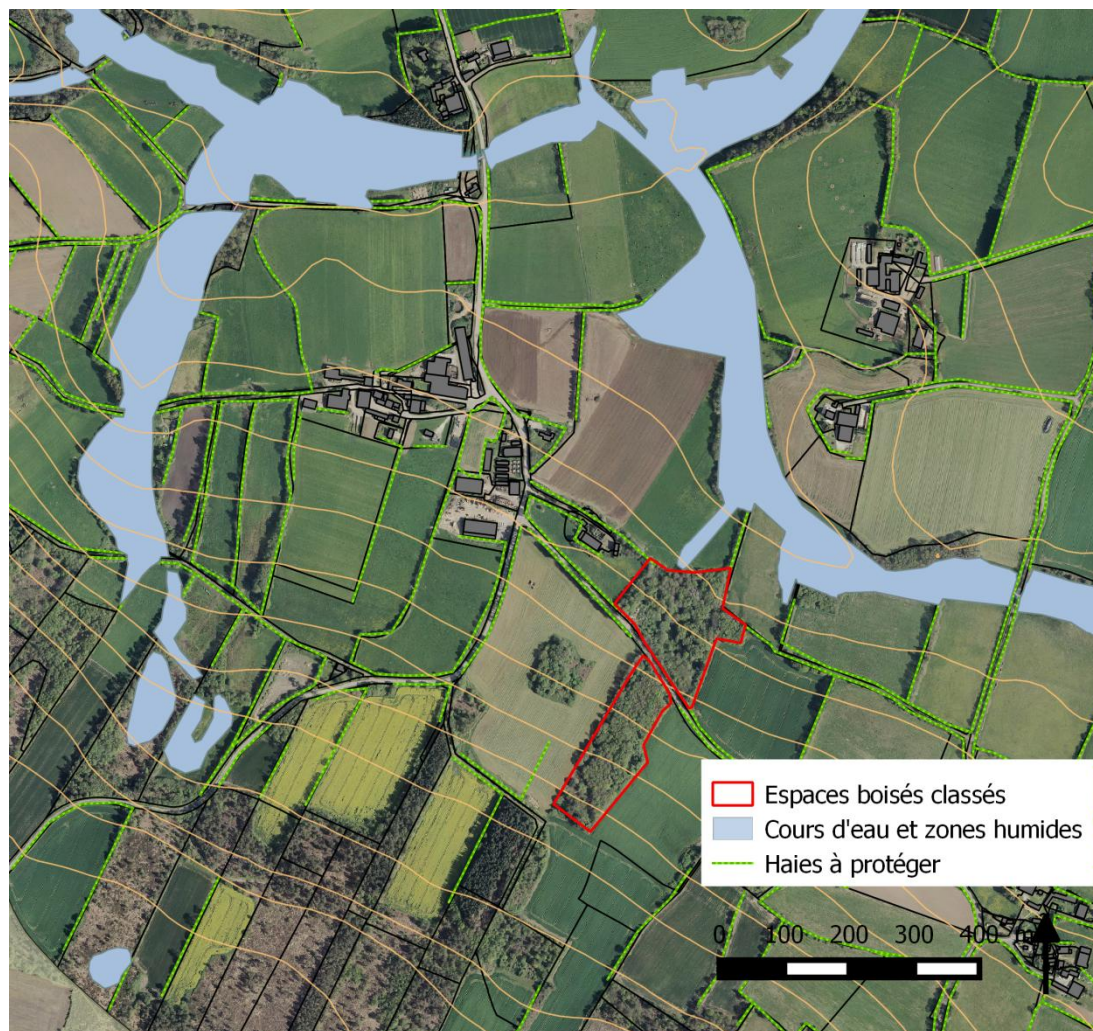 Espaces boisés classés
Cours d'eau et zones humides
Haies à protéger
0 100 200 300 400 m